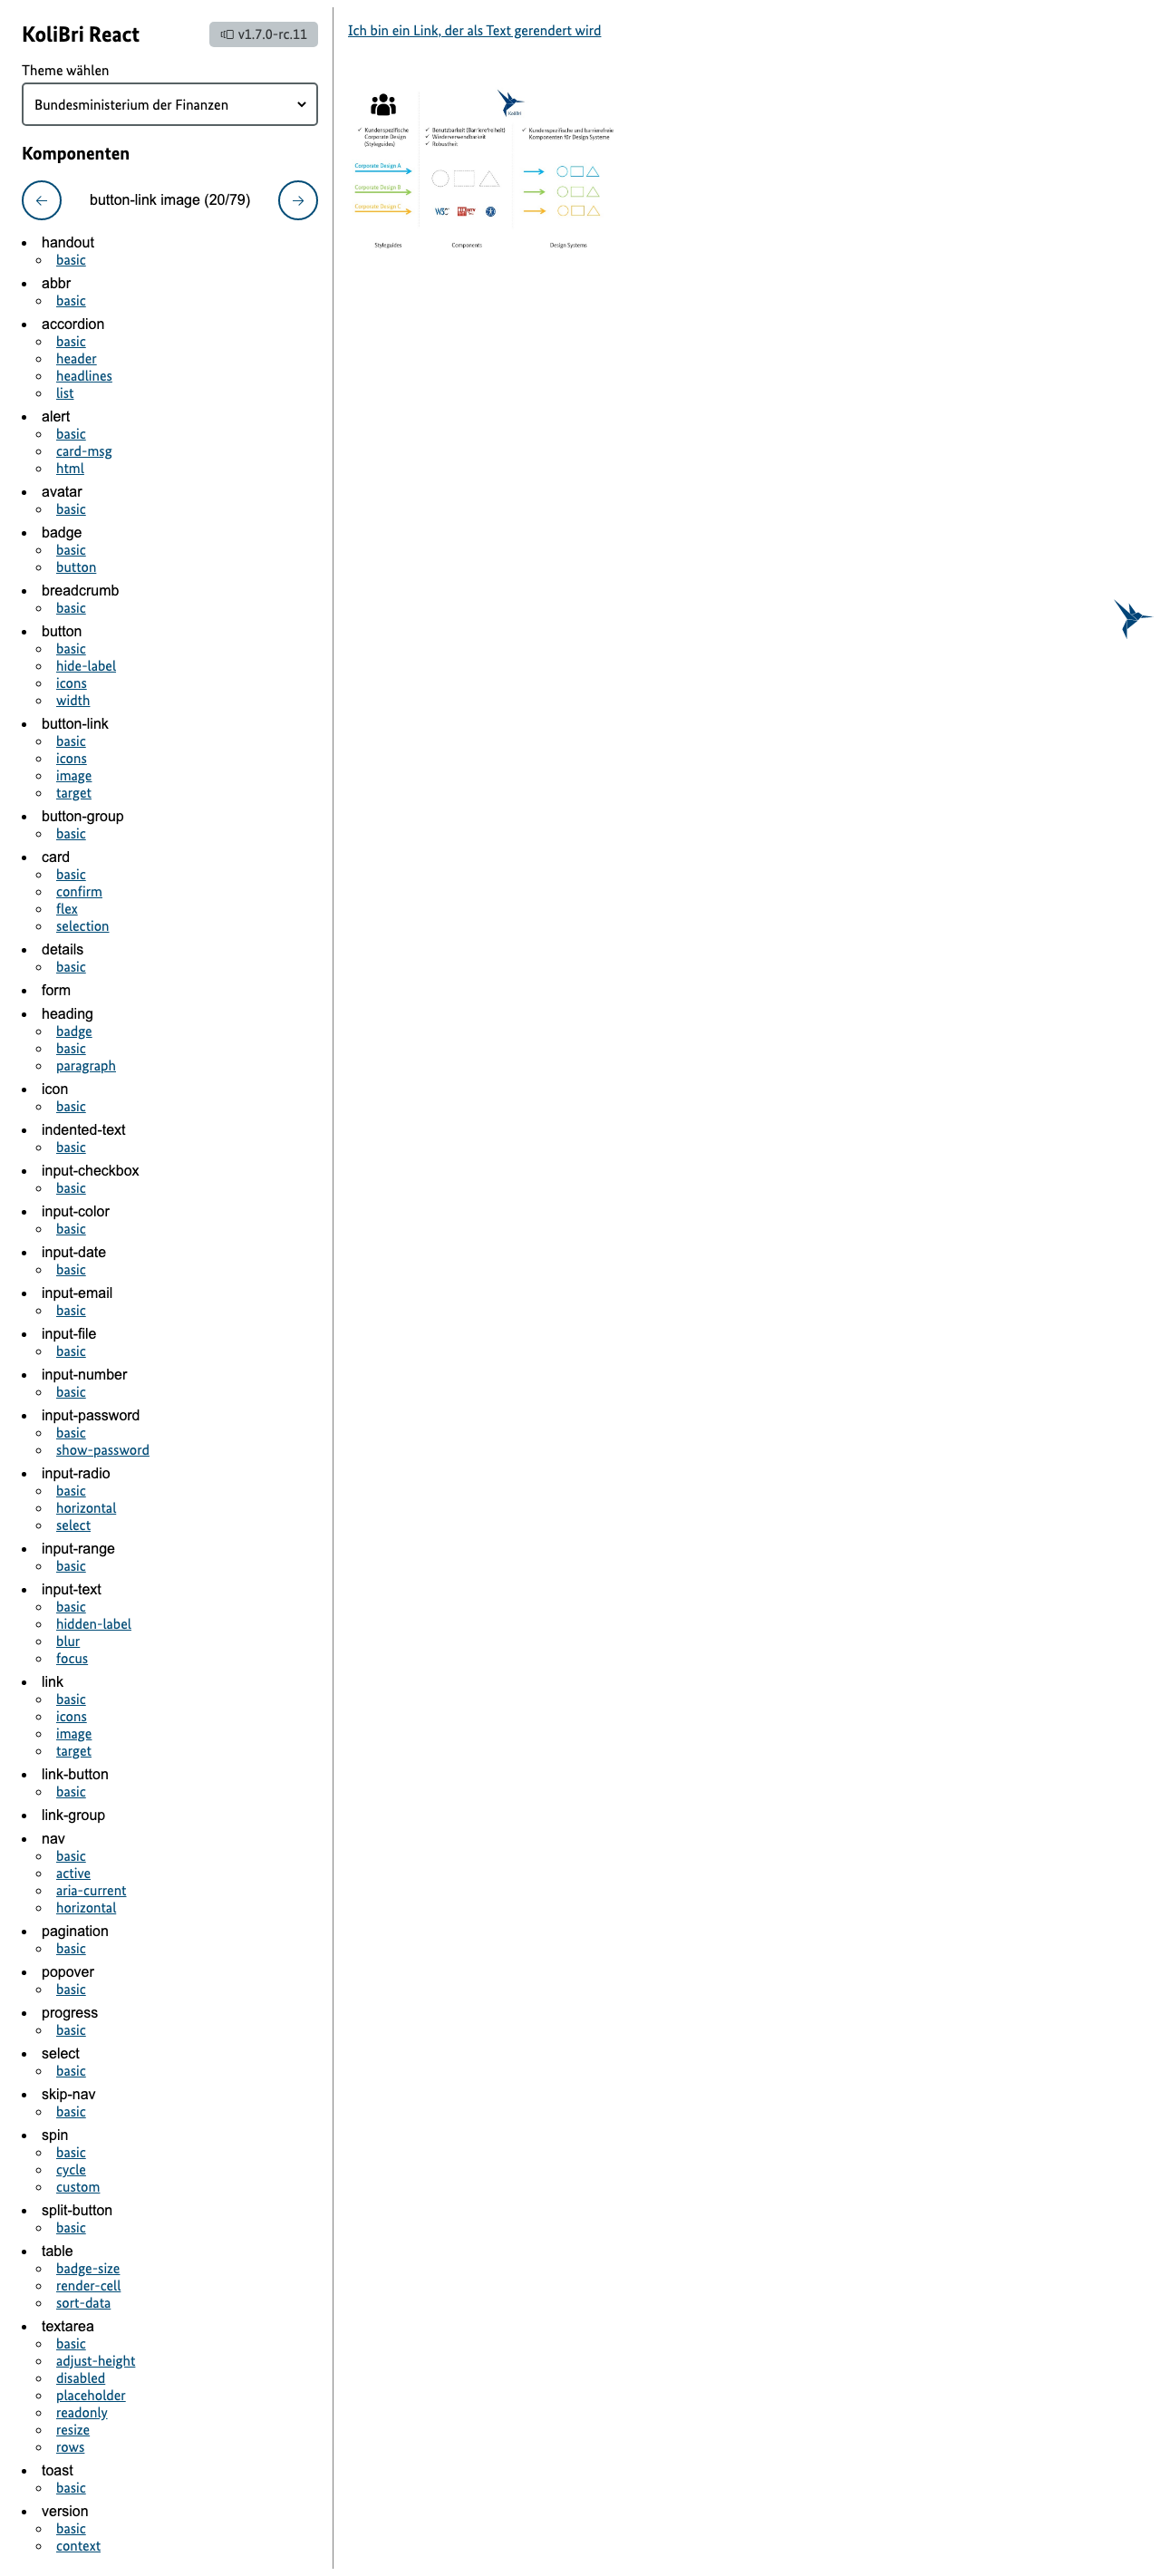 KoliBri React
v1.7.0-rc.11
Theme wählen
Bundesministerium der Finanzen
Komponenten
button-link image (20/79)
handout
basic
abbr
basic
accordion
basic
header
headlines
list
alert
basic
card-msg
html
avatar
basic
badge
basic
button
breadcrumb
basic
button
basic
hide-label
icons
width
button-link
basic
icons
image
target
button-group
basic
card
basic
confirm
flex
selection
details
basic
form
heading
badge
basic
paragraph
icon
basic
indented-text
basic
input-checkbox
basic
input-color
basic
input-date
basic
input-email
basic
input-file
basic
input-number
basic
input-password
basic
show-password
input-radio
basic
horizontal
select
input-range
basic
input-text
basic
hidden-label
blur
focus
link
basic
icons
image
target
link-button
basic
link-group
nav
basic
active
aria-current
horizontal
pagination
basic
popover
basic
progress
basic
select
basic
skip-nav
basic
spin
basic
cycle
custom
split-button
basic
table
badge-size
render-cell
sort-data
textarea
basic
adjust-height
disabled
placeholder
readonly
resize
rows
toast
basic
version
basic
context
Ich bin ein Link, der als Text gerendert wird
KoliBri
✓ Kundenspezifische
Corporate Design
(Styleguides)
✓ Benutzbarkeit (Barrierefreiheit)
✓ Wiederverwendbarkeit
✓ Robustheit
✓ Kundenspezifische und barrierefreie
Komponenten für Design Systeme
Corporate Design A
Corporate Design B
Corporate Design C
W3C
Styleguides
Components
Design Systeme